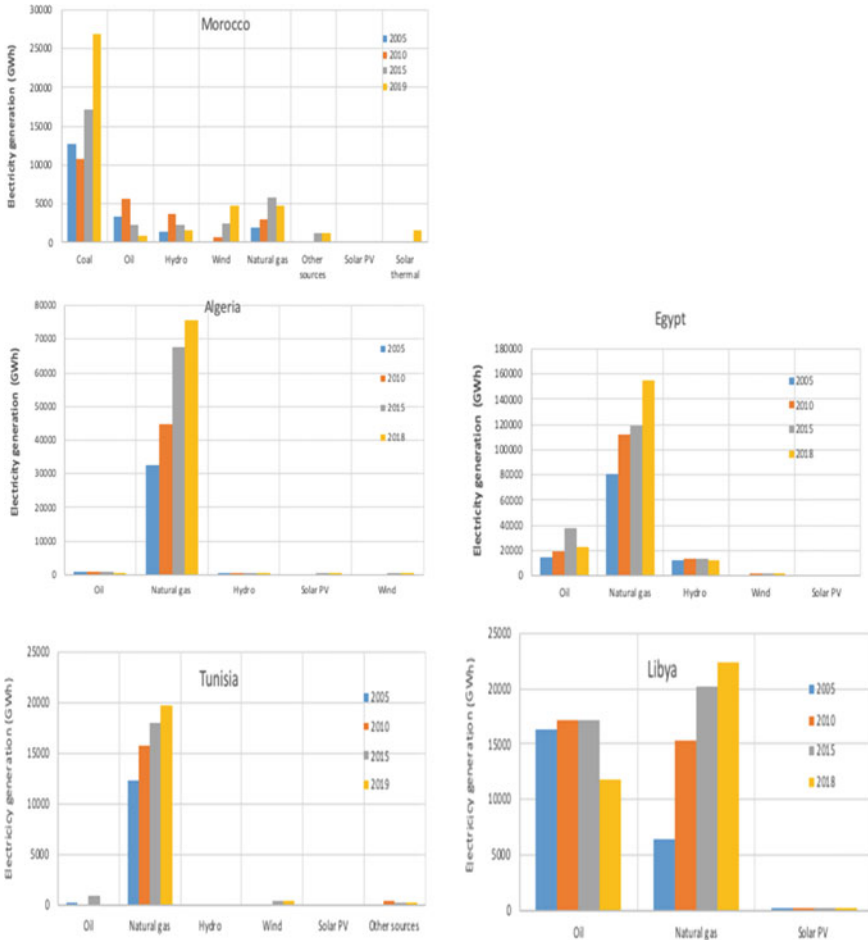 Morocco
Electricity generation (GWh)
30000
25000
20000
15000
10000
5000
0
2005
2010
2015
2019
Coal
Oil
Hydro
Wind
Natural gas
Other sources
Solar PV
Solar thermal
Algeria
Electricity generation (GWh)
80000
70000
60000
50000
40000
30000
20000
10000
0
2005
2010
2015
2018
Oil
Natural gas
Hydro
Solar PV
Wind
Egypt
Electricity generation (GWh)
180000
160000
140000
120000
100000
80000
60000
40000
20000
0
2005
2010
2015
2018
Oil
Natural gas
Hydro
Wind
Solar PV
Tunisia
Electricicy generation (GWh)
25000
20000
15000
10000
5000
0
2005
2010
2015
2019
Oil
Natural gas
Hydro
Wind
Solar PV
Other sources
Libya
Electricicy generation (GWh)
25000
20000
15000
10000
5000
0
2005
2010
2015
2018
Oil
Natural gas
Solar PV